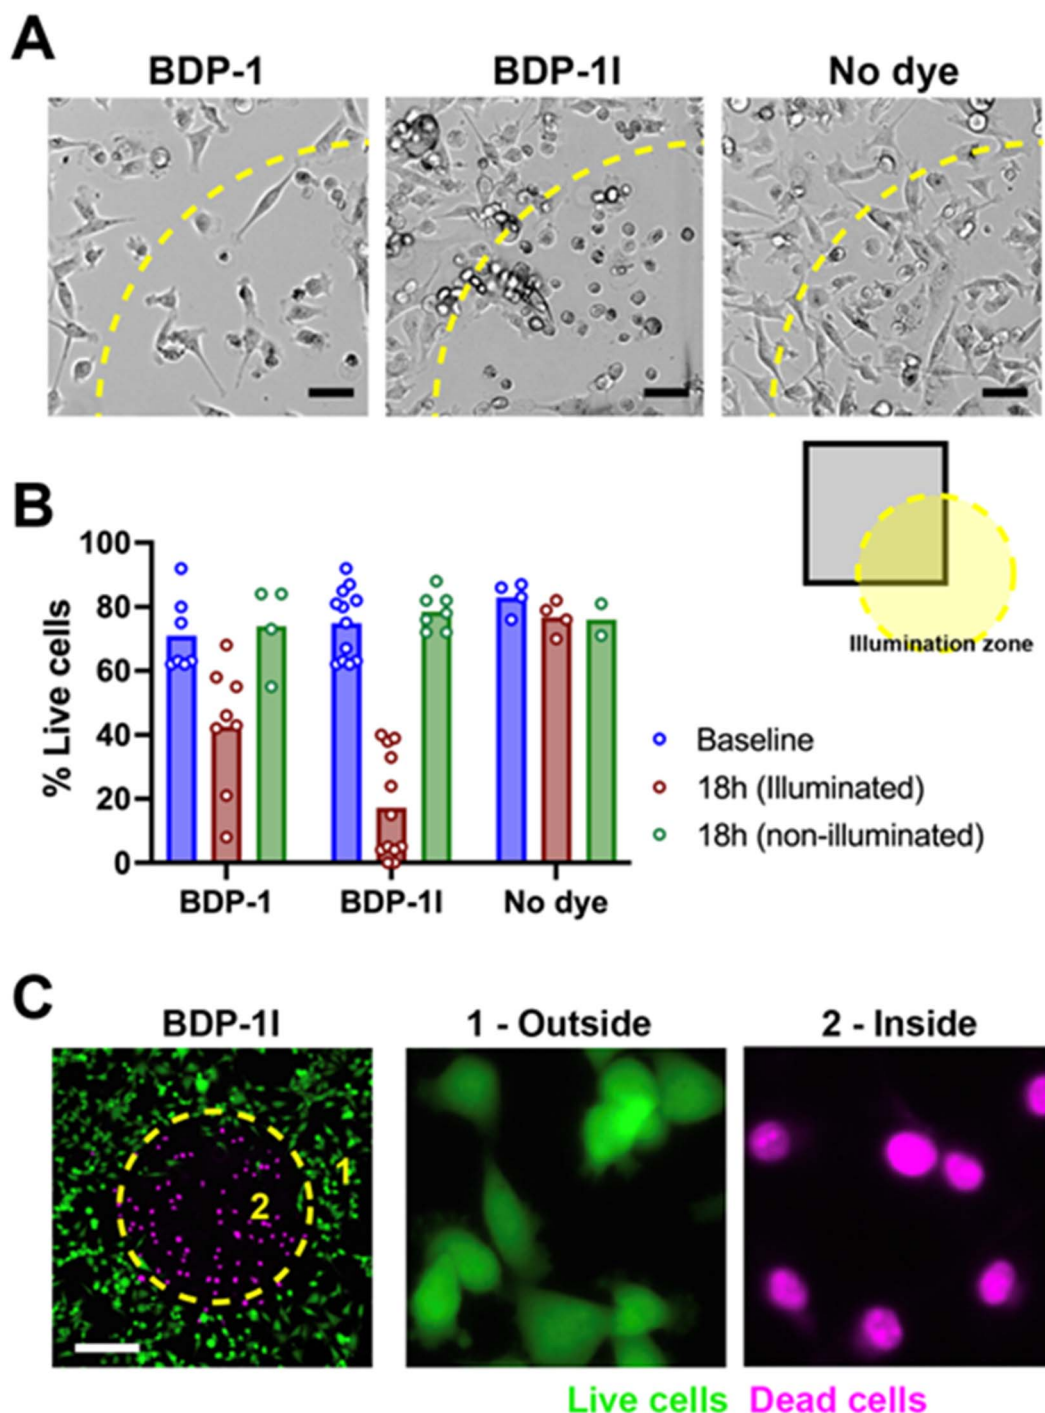 A
BDP-1 BDP-1I No dye
Illumination zone
B
% Live cells
100
80
60
40
20
0
BDP-1 BDP-1I No dye
Baseline
18h (Illuminated)
18h (non-illuminated)
C
BDP-1I 1 - Outside 2 - Inside
1
2
Live cells Dead cells